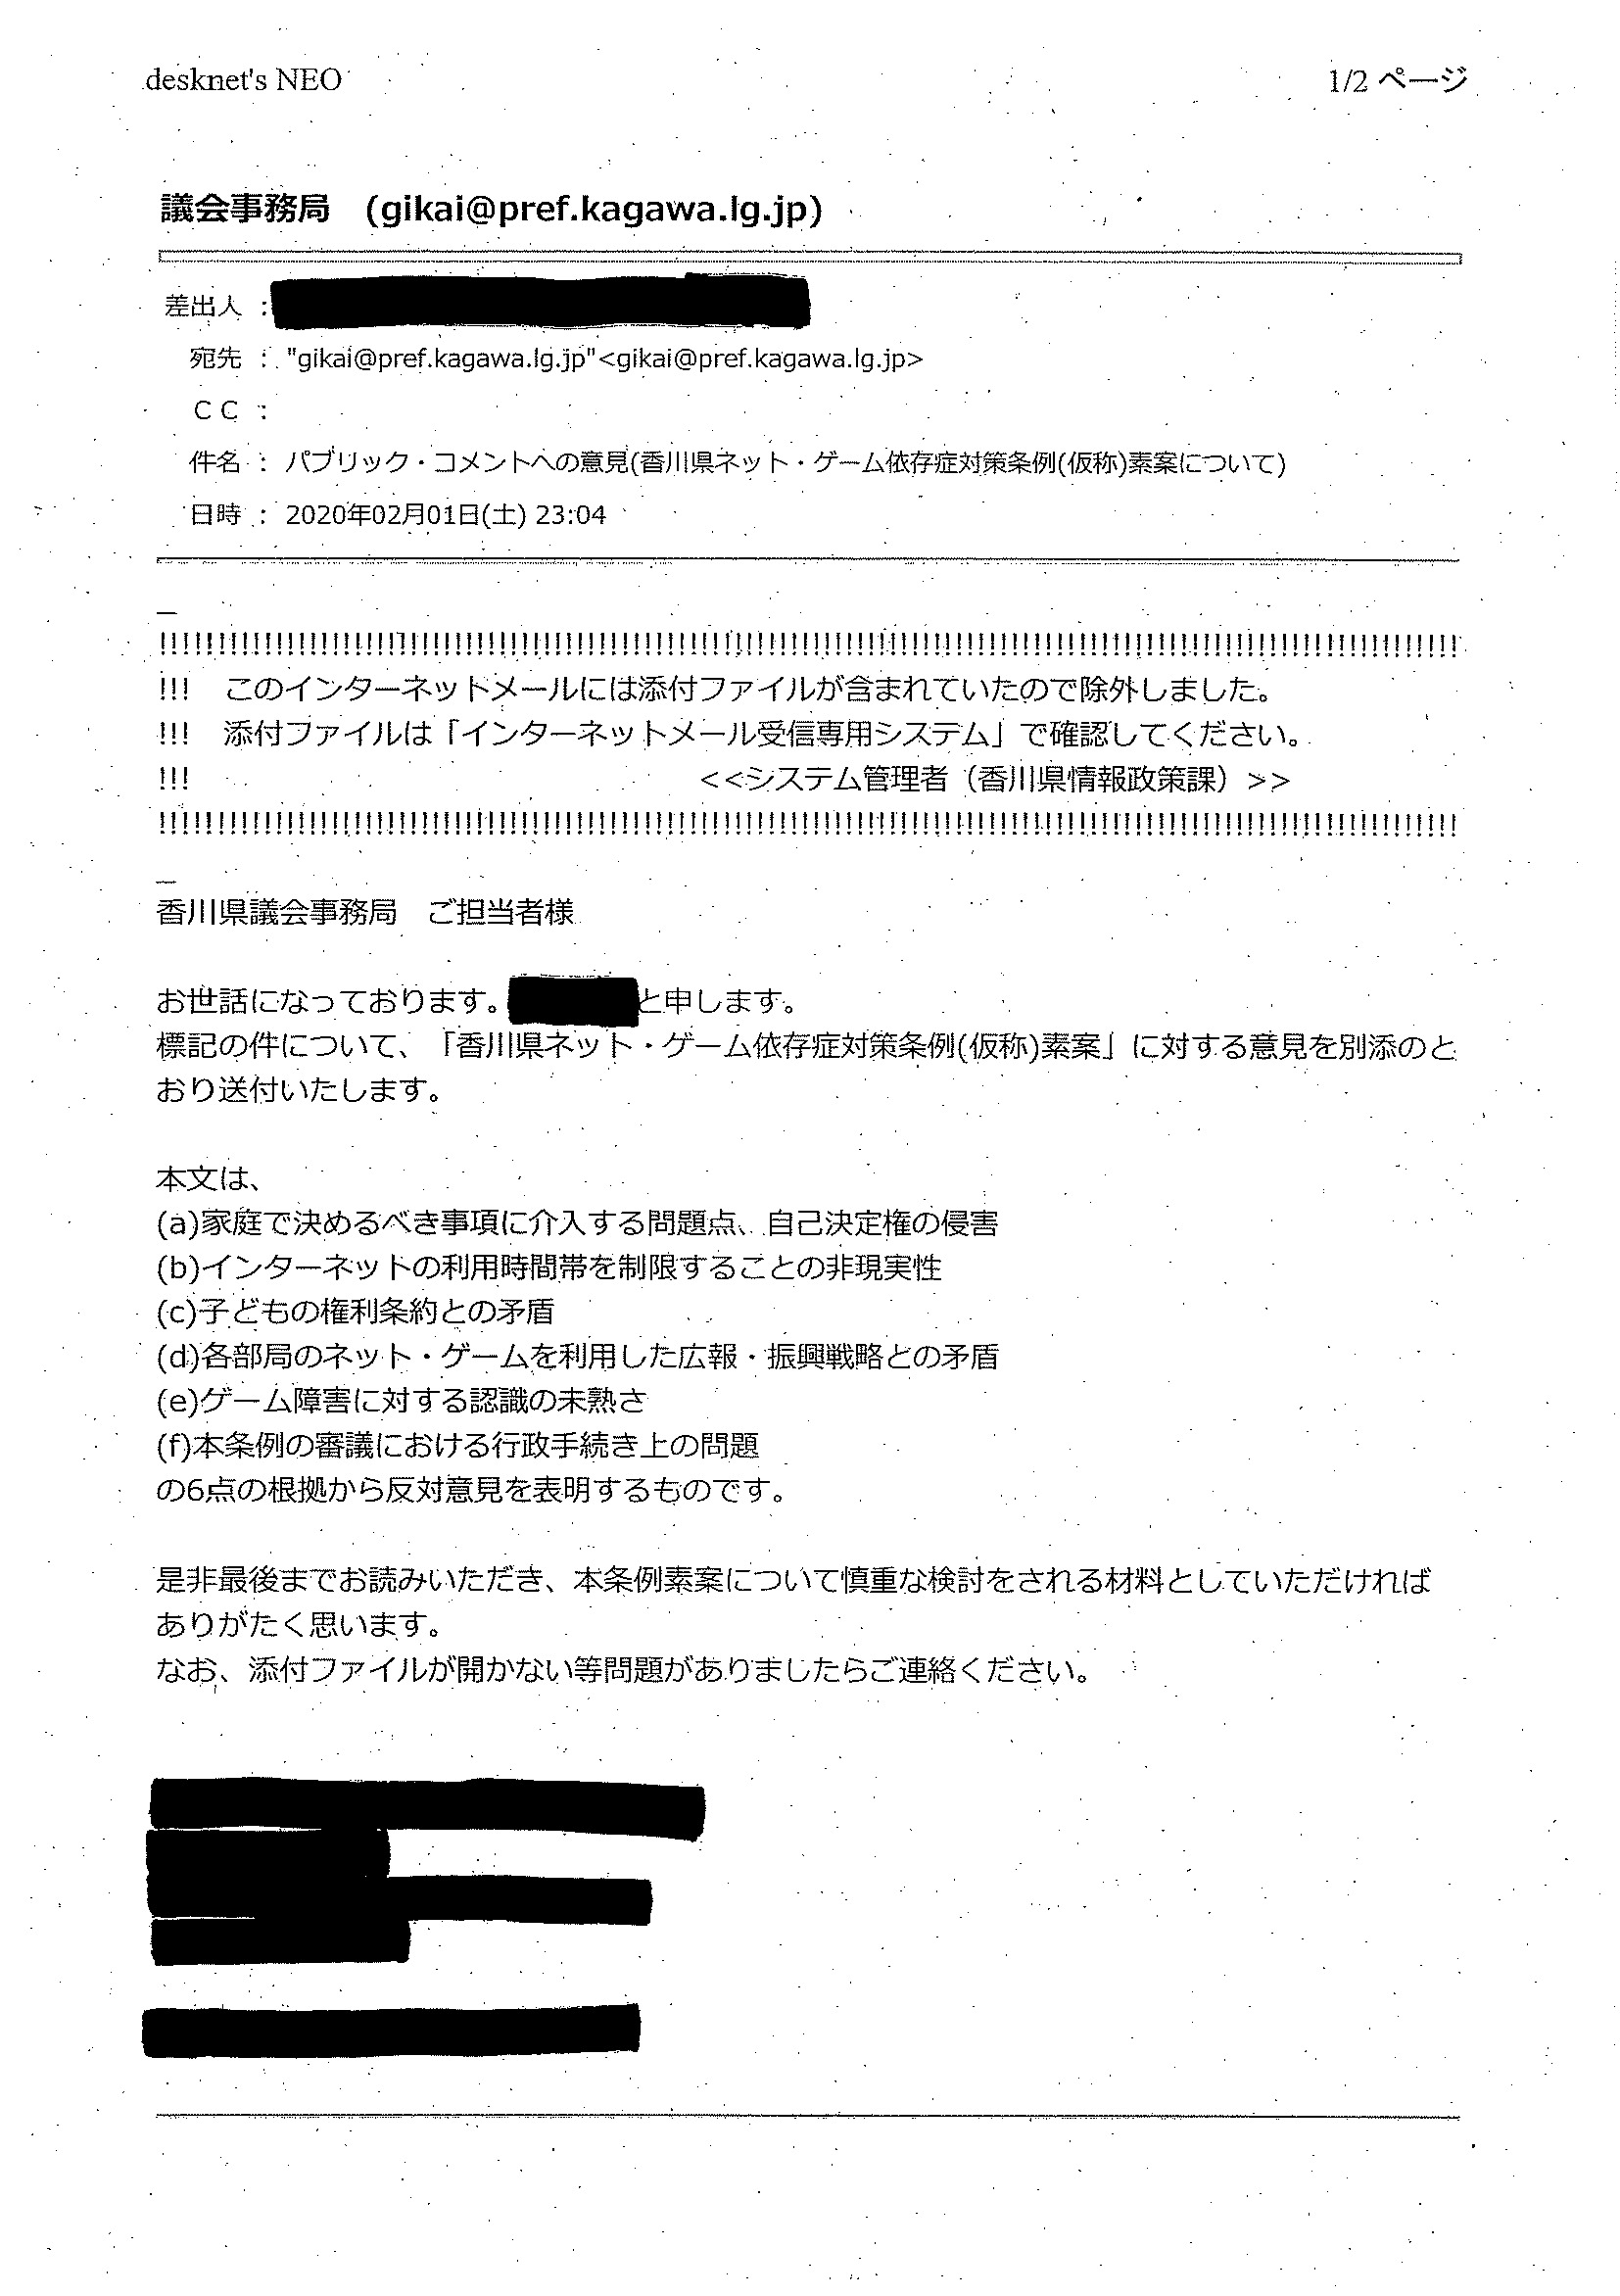 desknet's NEO
1/2 ページ
議会事務局　(gikai@pref.kagawa.lg.jp)
差出人 :
宛先 : "gikai@pref.kagawa.lg.jp"<gikai@pref.kagawa.lg.jp>
ＣＣ :
件名 : パブリック・コメントへの意見(香川県ネット・ゲーム依存症対策条例(仮称)素案について)
日時 : 2020年02月01日(土) 23:04
!!!!!!!!!!!!!!!!!!!!!!!!!!!!!!!!!!!!!!!!!!!!!!!!!!!!!!!!!!!!!!!!!!!!!!!!!!!!!!!!!!!!!!!!!!!!!!!!!!!!!!!!!!!!!!!!!!
!!!　このインターネットメールには添付ファイルが含まれていたので除外しました。
!!!　添付ファイルは「インターネットメール受信専用システム」で確認してください。
!!!　　　　　　　　　　　　　　　　　<<システム管理者（香川県情報政策課）>>
!!!!!!!!!!!!!!!!!!!!!!!!!!!!!!!!!!!!!!!!!!!!!!!!!!!!!!!!!!!!!!!!!!!!!!!!!!!!!!!!!!!!!!!!!!!!!!!!!!!!!!!!!!!!!!!!!!
香川県議会事務局　ご担当者様
お世話になっております。と申します。
標記の件について、「香川県ネット・ゲーム依存症対策条例(仮称)素案」に対する意見を別添のと
おり送付いたします。
本文は、
(a)家庭で決めるべき事項に介入する問題点、自己決定権の侵害
(b)インターネットの利用時間帯を制限することの非現実性
(c)子どもの権利条約との矛盾
(d)各部局のネット・ゲームを利用した広報・振興戦略との矛盾
(e)ゲーム障害に対する認識の未熟さ
(f)本条例の審議における行政手続き上の問題
の6点の根拠から反対意見を表明するものです。
是非最後までお読みいただき、本条例素案について慎重な検討をされる材料としていただければ
ありがたく思います。
なお、添付ファイルが開かない等問題がありましたらご連絡ください。